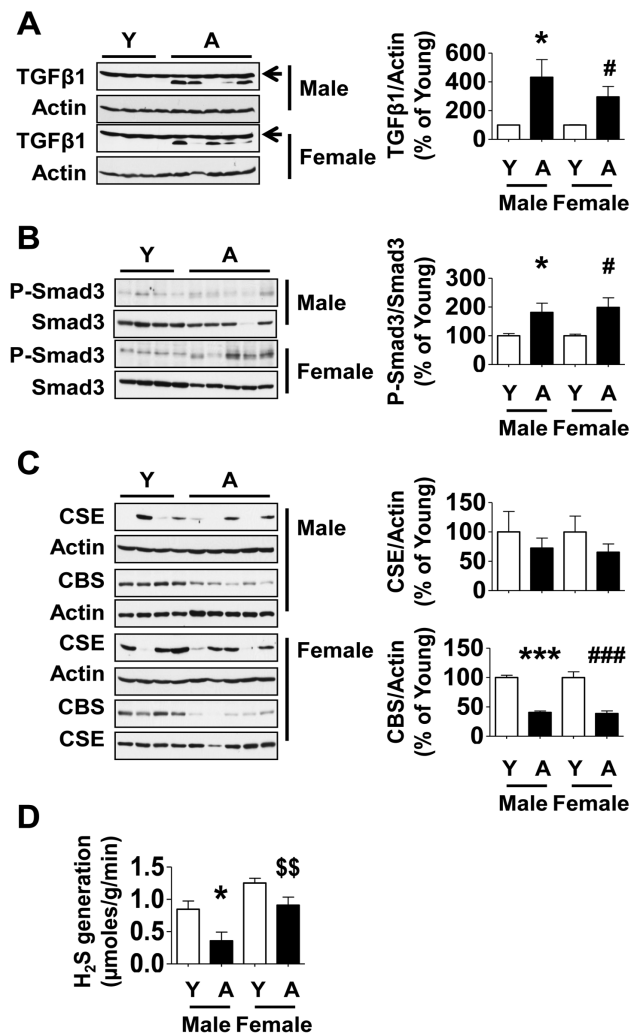 A
Y A
TGFβ1
Actin
Male
TGFβ1
Actin
Female
TGFβ1/Actin
(% of Young)
600
400
200
0
* #
Y A Y A
Male Female
B
Y A
P-Smad3
Smad3
Male
P-Smad3
Smad3
Female
P-Smad3/Smad3
(% of Young)
300
200
100
0
* #
Y A Y A
Male Female
C
Y A
CSE
Actin
CBS
Actin
Male
CSE
Actin
CBS
CSE
Female
CSE/Actin
(% of Young)
150
100
50
0
Y A Y A
Male Female
CBS/Actin
(% of Young)
150
100
50
0
*** ###
Y A Y A
Male Female
D
H₂S generation
(μmoles/g/min)
1.5
1.0
0.5
0.0
* $$
Y A Y A
Male Female